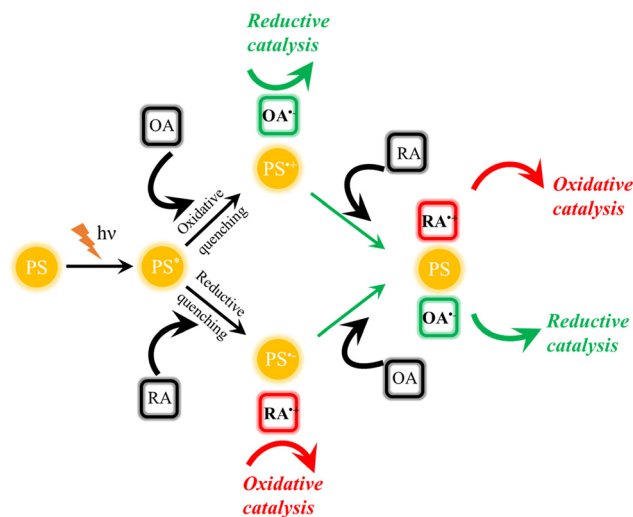 Reductive
catalysis
OA
OA•-
PS•+
RA
Oxidative
quenching
RA•+
Oxidative
catalysis
hν
PS
PS*
PS
Reductive
quenching
OA•-
Reductive
catalysis
RA
PS•-
OA
RA•+
Oxidative
catalysis